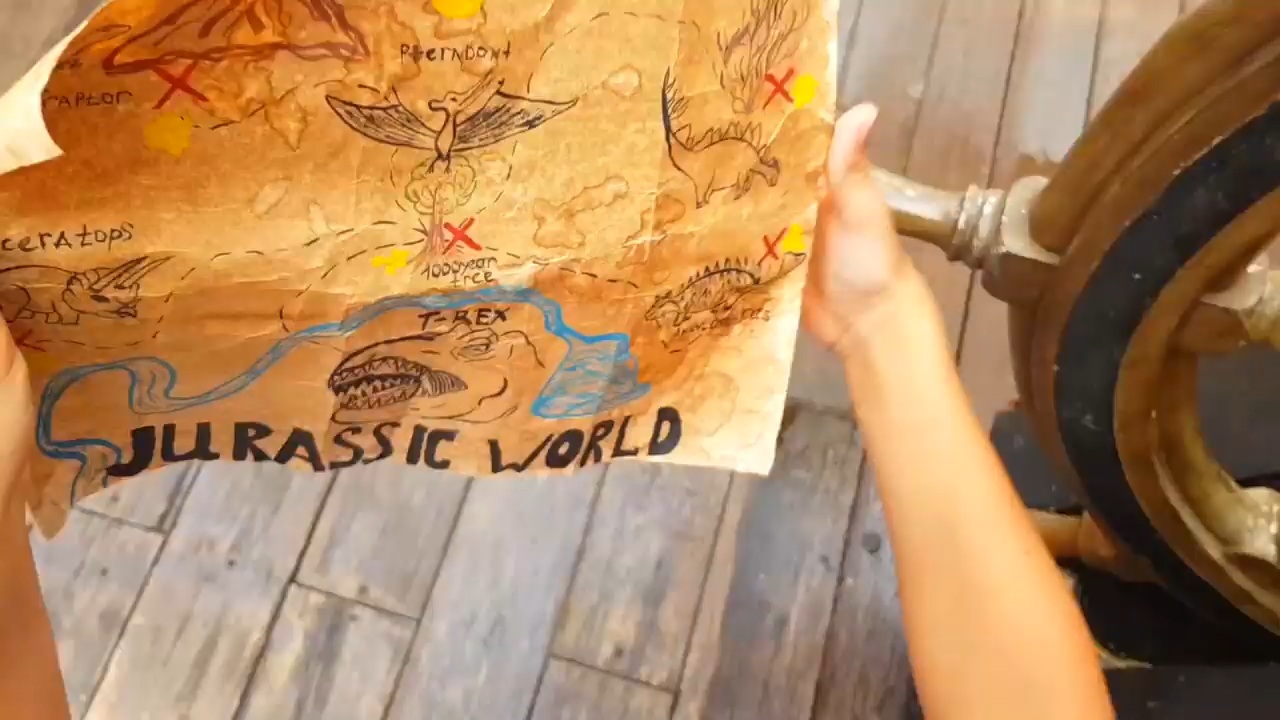 PterNDONt
rAPtOr
ceratops
1000year
tree
T-REX
JURASSIC WORLD